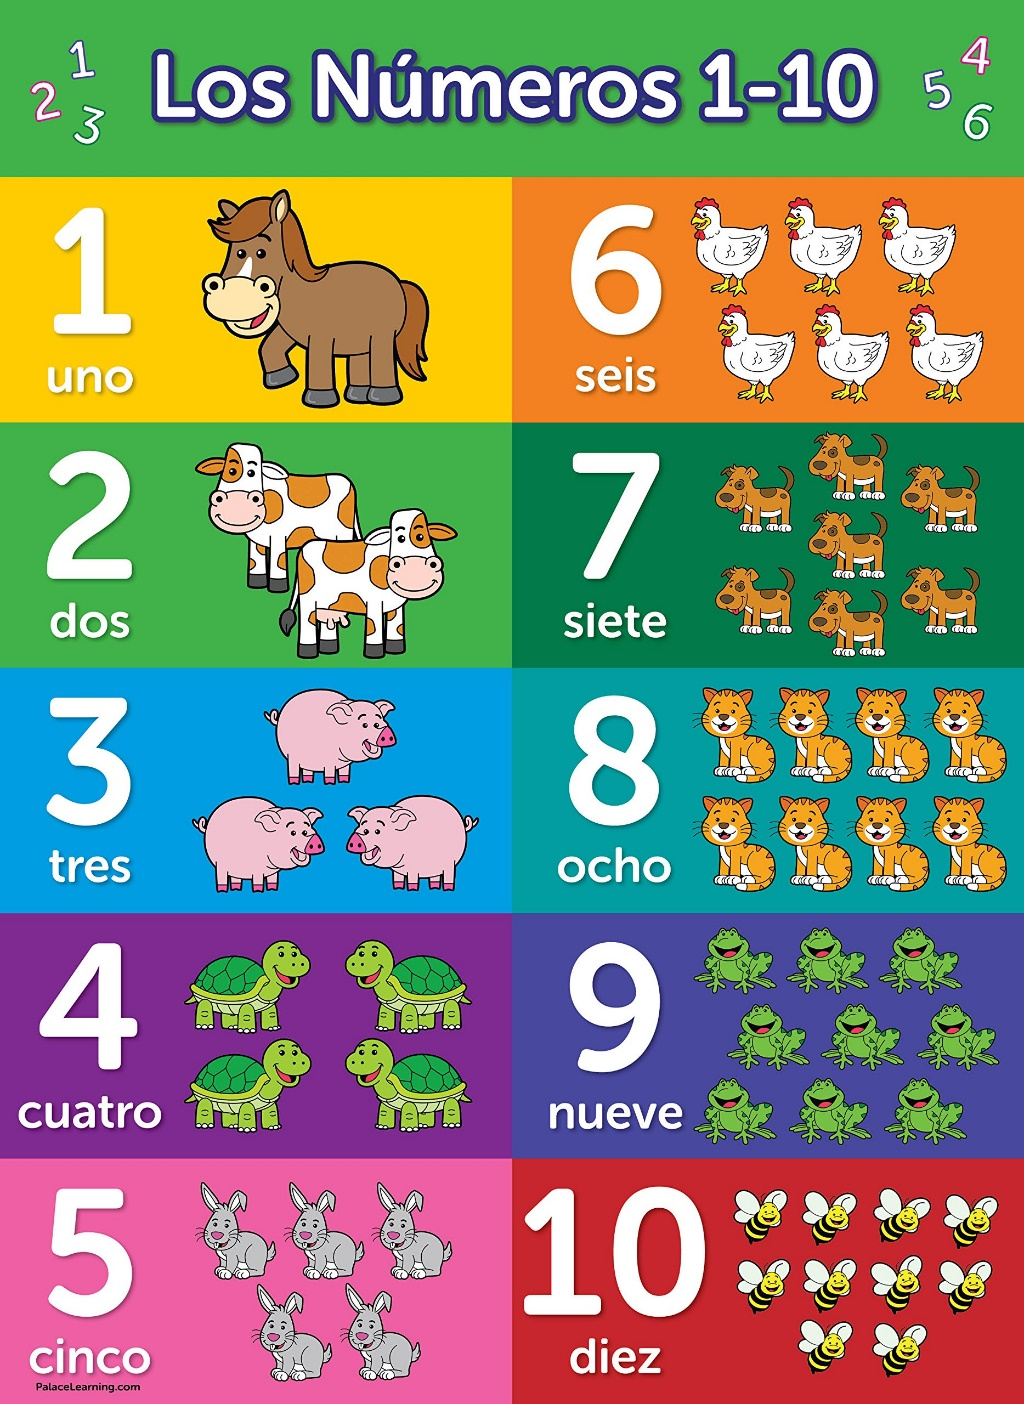 1
2
3
Los Números 1-10
4
5
6
1
uno
2
dos
3
tres
4
cuatro
5
cinco
6
seis
7
siete
8
ocho
9
nueve
10
diez
PalaceLearning.com